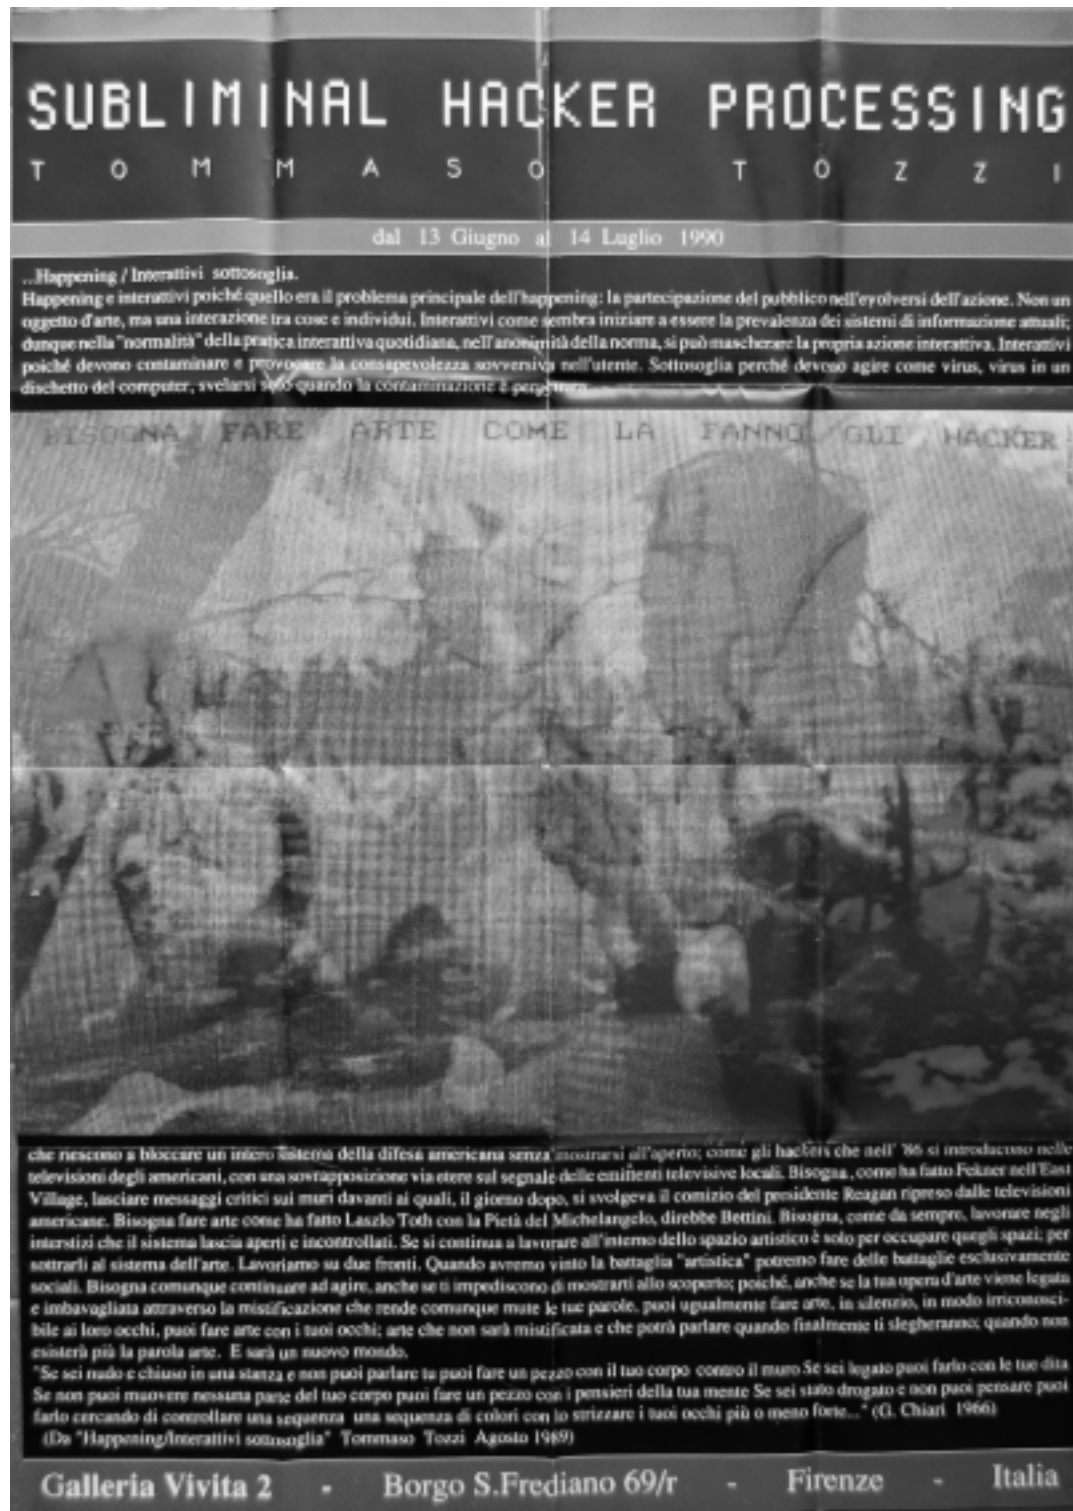 SUBLIMINAL HACKER PROCESSING
TOMMASO TOZZI
dal 13 Giugno al 14 Luglio 1990
...Happening / Interattivi sottosoglia.
Happening e interattivi poiché quello era il problema principale dell'happening: la partecipazione del pubblico nell'evolversi dell'azione. Non un
oggetto d'arte, ma una interazione tra cose e individui. Interattivi come sembra iniziare a essere la prevalenza dei sistemi di informazione attuali;
dunque nella "normalità" della pratica interattiva quotidiana, nell'anonimità della norma, si può mascherare la propria azione interattiva. Interattivi
poiché devono contaminare e provocare la consapevolezza sovversiva nell'utente. Sottosoglia perché devono agire come virus, virus in un
dischetto del computer, svelarsi solo quando la contaminazione è
BISOGNA FARE ARTE COME LA FANNO GLI HACKER
che riescono a bloccare un intero sistema della difesa americana senza mostrarsi all'aperto; come gli hackers che nell' '86 si introducono nelle
televisioni degli americani, con una sovrapposizione via etere sul segnale delle emittenti televisive locali. Bisogna, come ha fatto Fekner nell'East
Village, lasciare messaggi critici sui muri davanti ai quali, il giorno dopo, si svolgeva il comizio del presidente Reagan ripreso dalle televisioni
americane. Bisogna fare arte come ha fatto Laszlo Toth con la Pietà del Michelangelo, direbbe Bettini. Bisogna, come da sempre, lavorare negli
interstizi che il sistema lascia aperti e incontrollati. Se si continua a lavorare all'interno dello spazio artistico è solo per occupare quegli spazi; per
sottrarli al sistema dell'arte. Lavoriamo su due fronti. Quando avremo vinto la battaglia "artistica" potremo fare delle battaglie esclusivamente
sociali. Bisogna comunque continuare ad agire, anche se ti impediscono di mostrarti allo scoperto; poiché, anche se la tua opera d'arte viene legata
e imbavagliata attraverso la mistificazione che rende comunque mute le tue parole, puoi ugualmente fare arte, in silenzio, in modo irriconosci-
bile ai loro occhi, puoi fare arte con i tuoi occhi; arte che non sarà mistificata e che potrà parlare quando finalmente ti slegheranno; quando non
esisterà più la parola arte. E sarà un nuovo mondo.
"Se sei nudo e chiuso in una stanza e non puoi parlare tu puoi fare un pezzo con il tuo corpo contro il muro Se sei legato puoi farlo con le tue dita
Se non puoi muovere nessuna parte del tuo corpo puoi fare un pezzo con i pensieri della tua mente Se sei stato drogato e non puoi pensare puoi
farlo cercando di controllare una sequenza una sequenza di colori con lo strizzare i tuoi occhi più o meno forte..." (G. Chiari 1966)
(Da "Happening/Interattivi sottosoglia" Tommaso Tozzi Agosto 1989)
Galleria Vivita 2 - Borgo S.Frediano 69/r - Firenze - Italia